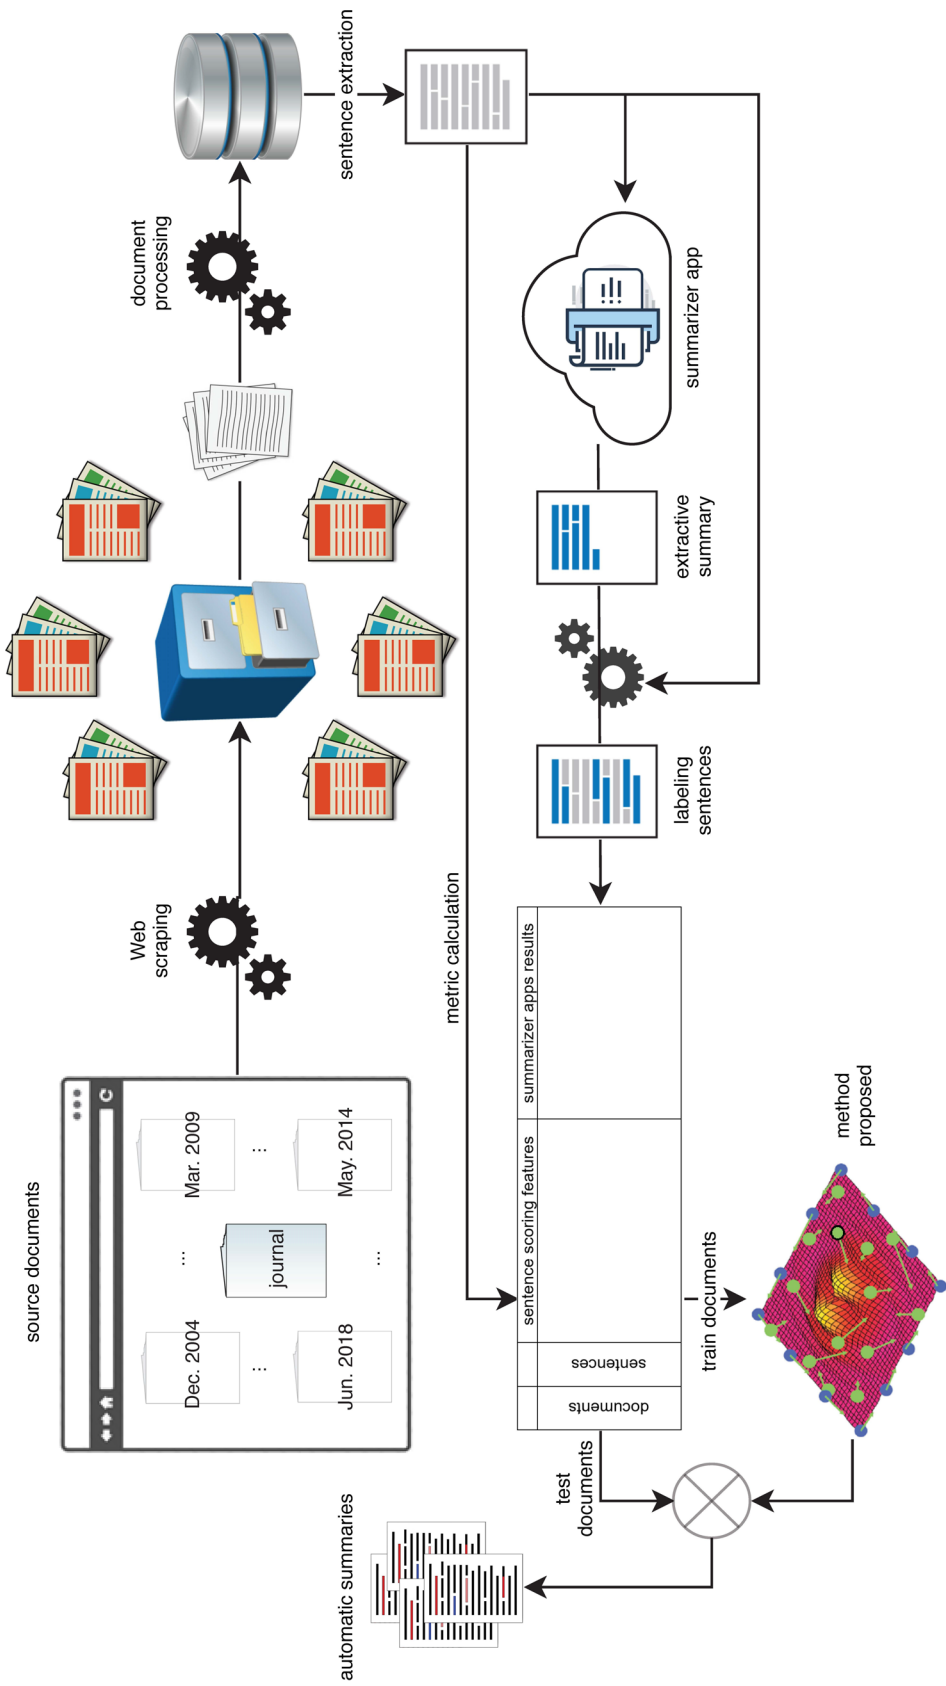 source documents
Dec. 2004
...
Mar. 2009
...
journal
...
Jun. 2018
...
May. 2014
...
Web
scraping
document
processing
sentence extraction
metric calculation
summarizer app
extractive
summary
labeling
sentences
documents
sentences
sentence scoring features
summarizer apps results
train documents
method
proposed
test
documents
automatic summaries